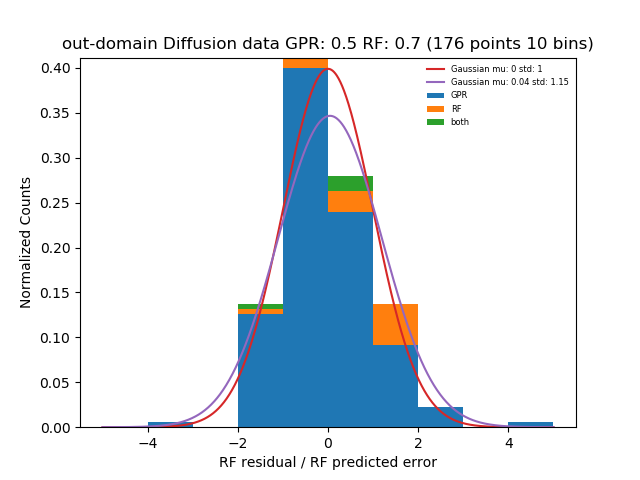 out-domain Diffusion data GPR: 0.5 RF: 0.7 (176 points 10 bins)
Gaussian mu: 0 std: 1
Gaussian mu: 0.04 std: 1.15
GPR
RF
both
Normalized Counts
0.40
0.35
0.30
0.25
0.20
0.15
0.10
0.05
0.00
−4 −2 0 2 4
RF residual / RF predicted error